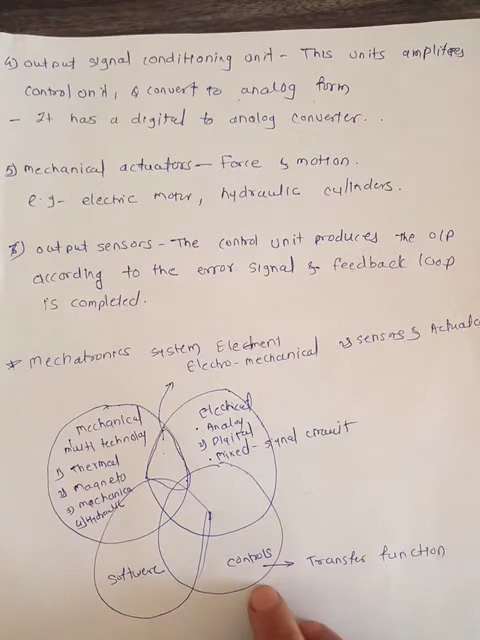 4) output signal conditioning unit - This units amplifies
control unit, & convert to analog form
- It has a digital to analog converter..
5) mechanical actuators - Force & motion.
e.g- electric motor, hydraulic cylinders.
6) output sensors - The control unit produces the o/p
according to the error signal & feedback loop
is completed.
* mechatronics system Element
Electro-mechanical
1) sensors & Actuato
mechanical
multi technology
1) Thermal
2) magneto
3) mechanica
4)
Electrical
. Analog
2) Digital
. mixed-signal circuit
software
controls → Transfer function